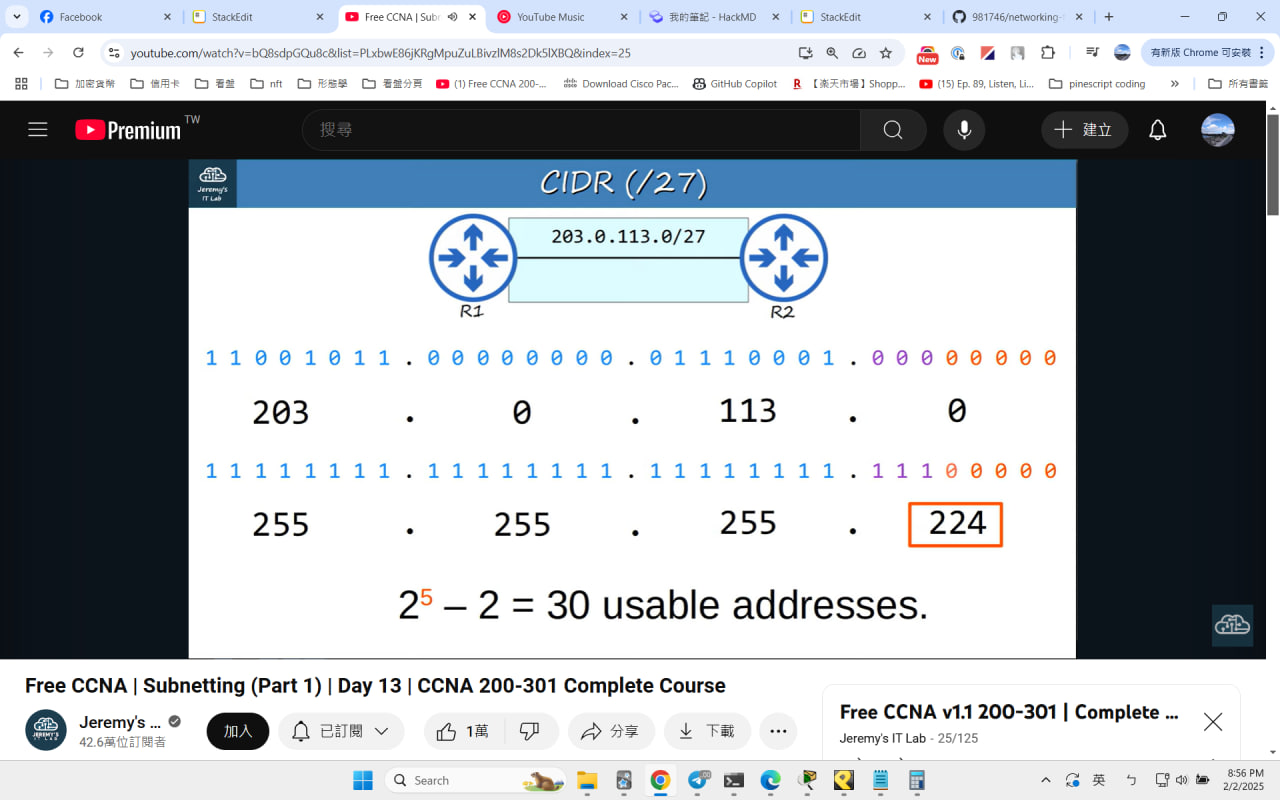 Facebook
StackEdit
Free CCNA | Sub
YouTube Music
我的筆記 - HackMD
StackEdit
981746/networking-
youtube.com/watch?v=bQ8sdpGQu8c&list=PLxbwE86jKRgMpuZuLBivzlM8s2Dk5lXBQ&index=25
New
有新版 Chrome 可安裝
加密貨幣
信用卡
看盤
nft
形態學
看盤分頁
(1) Free CCNA 200-...
Download Cisco Pac...
GitHub Copilot
【楽天市場】Shopp...
(15) Ep. 89, Listen, Li...
pinescript coding
所有書籤
Premium TW
搜尋
建立
Jeremy's
IT Lab
CIDR (/27)
203.0.113.0/27
R1
R2
1 1 0 0 1 0 1 1 . 0 0 0 0 0 0 0 0 . 0 1 1 1 0 0 0 1 . 0 0 0 0 0 0 0 0
203 . 0 . 113 . 0
1 1 1 1 1 1 1 1 . 1 1 1 1 1 1 1 1 . 1 1 1 1 1 1 1 1 . 1 1 1 0 0 0 0 0
255 . 255 . 255 . 224
2⁵ – 2 = 30 usable addresses.
Free CCNA | Subnetting (Part 1) | Day 13 | CCNA 200-301 Complete Course
JEREMY'S
IT LAB
Jeremy's ...
42.6萬位訂閱者
加入
已訂閱
1萬
分享
下載
Free CCNA v1.1 200-301 | Complete ...
Jeremy's IT Lab - 25/125
Search
英
ㄅ
8:56 PM
2/2/2025